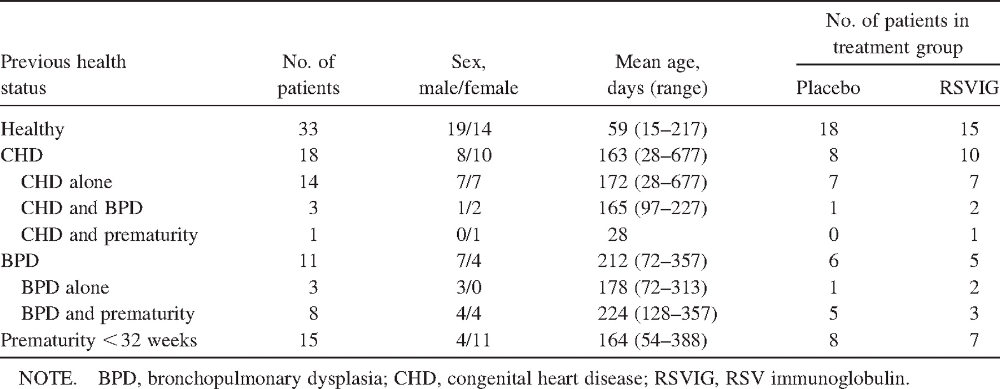 No. of patients in
treatment group
Previous health status No. of patients Sex, male/female Mean age, days (range) Placebo RSVIG
Healthy 33 19/14 59 (15–217) 18 15
CHD 18 8/10 163 (28–677) 8 10
CHD alone 14 7/7 172 (28–677) 7 7
CHD and BPD 3 1/2 165 (97–227) 1 2
CHD and prematurity 1 0/1 28 0 1
BPD 11 7/4 212 (72–357) 6 5
BPD alone 3 3/0 178 (72–313) 1 2
BPD and prematurity 8 4/4 224 (128–357) 5 3
Prematurity <32 weeks 15 4/11 164 (54–388) 8 7
NOTE. BPD, bronchopulmonary dysplasia; CHD, congenital heart disease; RSVIG, RSV immunoglobulin.